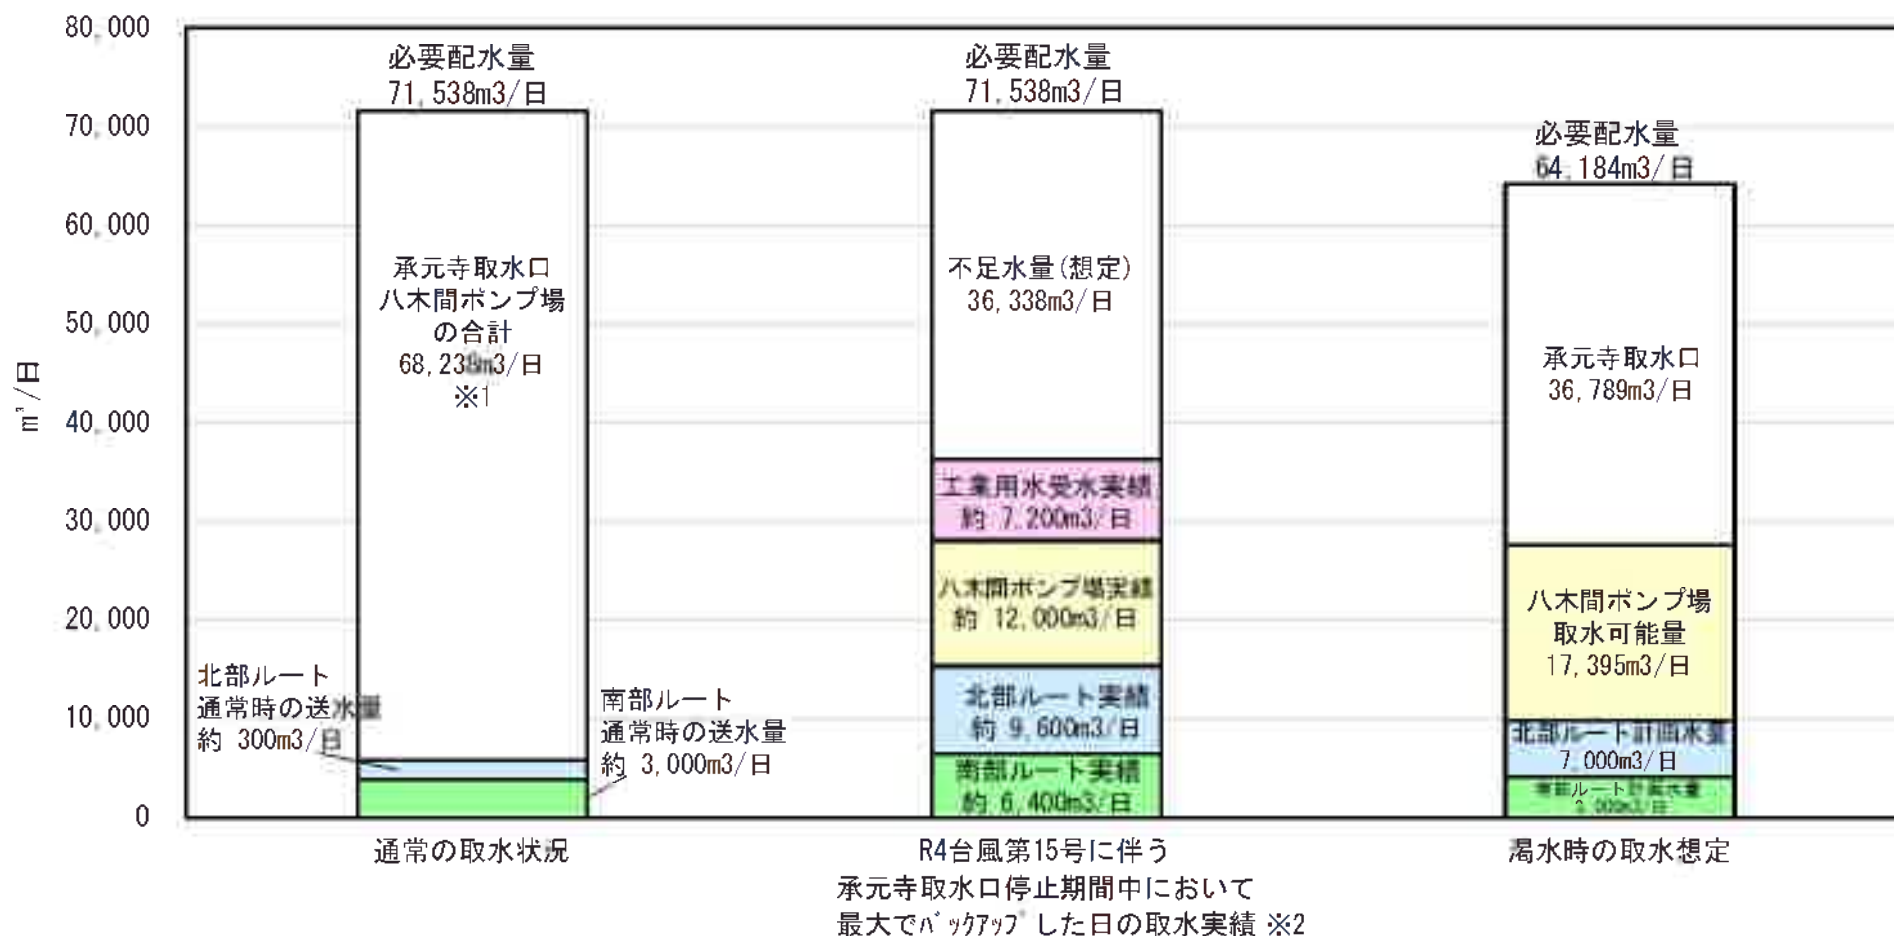 80,000
70,000
60,000
50,000
40,000
30,000
20,000
10,000
0
m³/日
必要配水量
71,538m3/日
承元寺取水口
八木間ポンプ場
の合計
68,238m3/日
※1
北部ルート
通常時の送水量
約 300m3/日
南部ルート
通常時の送水量
約 3,000m3/日
通常の取水状況
必要配水量
71,538m3/日
不足水量(想定)
36,338m3/日
工業用水受水実績
約 7,200m3/日
八木間ポンプ場実績
約 12,000m3/日
北部ルート実績
約 9,600m3/日
南部ルート実績
約 6,400m3/日
R4台風第15号に伴う
承元寺取水口停止期間中において
最大でバックアップした日の取水実績 ※2
必要配水量
64,184m3/日
承元寺取水口
36,789m3/日
八木間ポンプ場
取水可能量
17,395m3/日
北部ルート計画水量
7,000m3/日
南部ルート計画水量
渇水時の取水想定